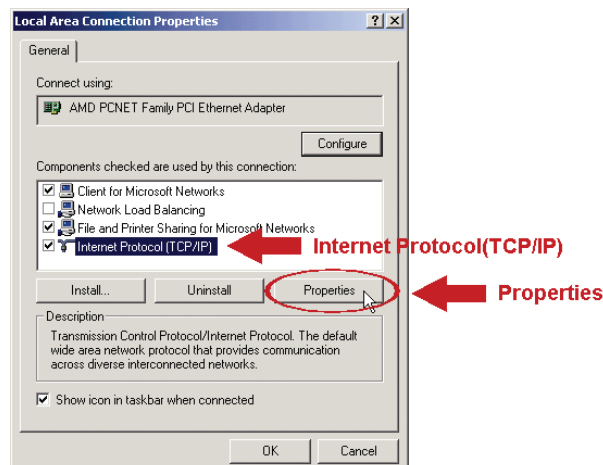 Local Area Connection Properties
General
Connect using:
AMD PCNET Family PCI Ethernet Adapter
Configure
Components checked are used by this connection:
Client for Microsoft Networks
Network Load Balancing
File and Printer Sharing for Microsoft Networks
Internet Protocol (TCP/IP)
Internet Protocol(TCP/IP)
Install... Uninstall Properties
Properties
Description
Transmission Control Protocol/Internet Protocol. The default
wide area network protocol that provides communication
across diverse interconnected networks.
Show icon in taskbar when connected
OK Cancel